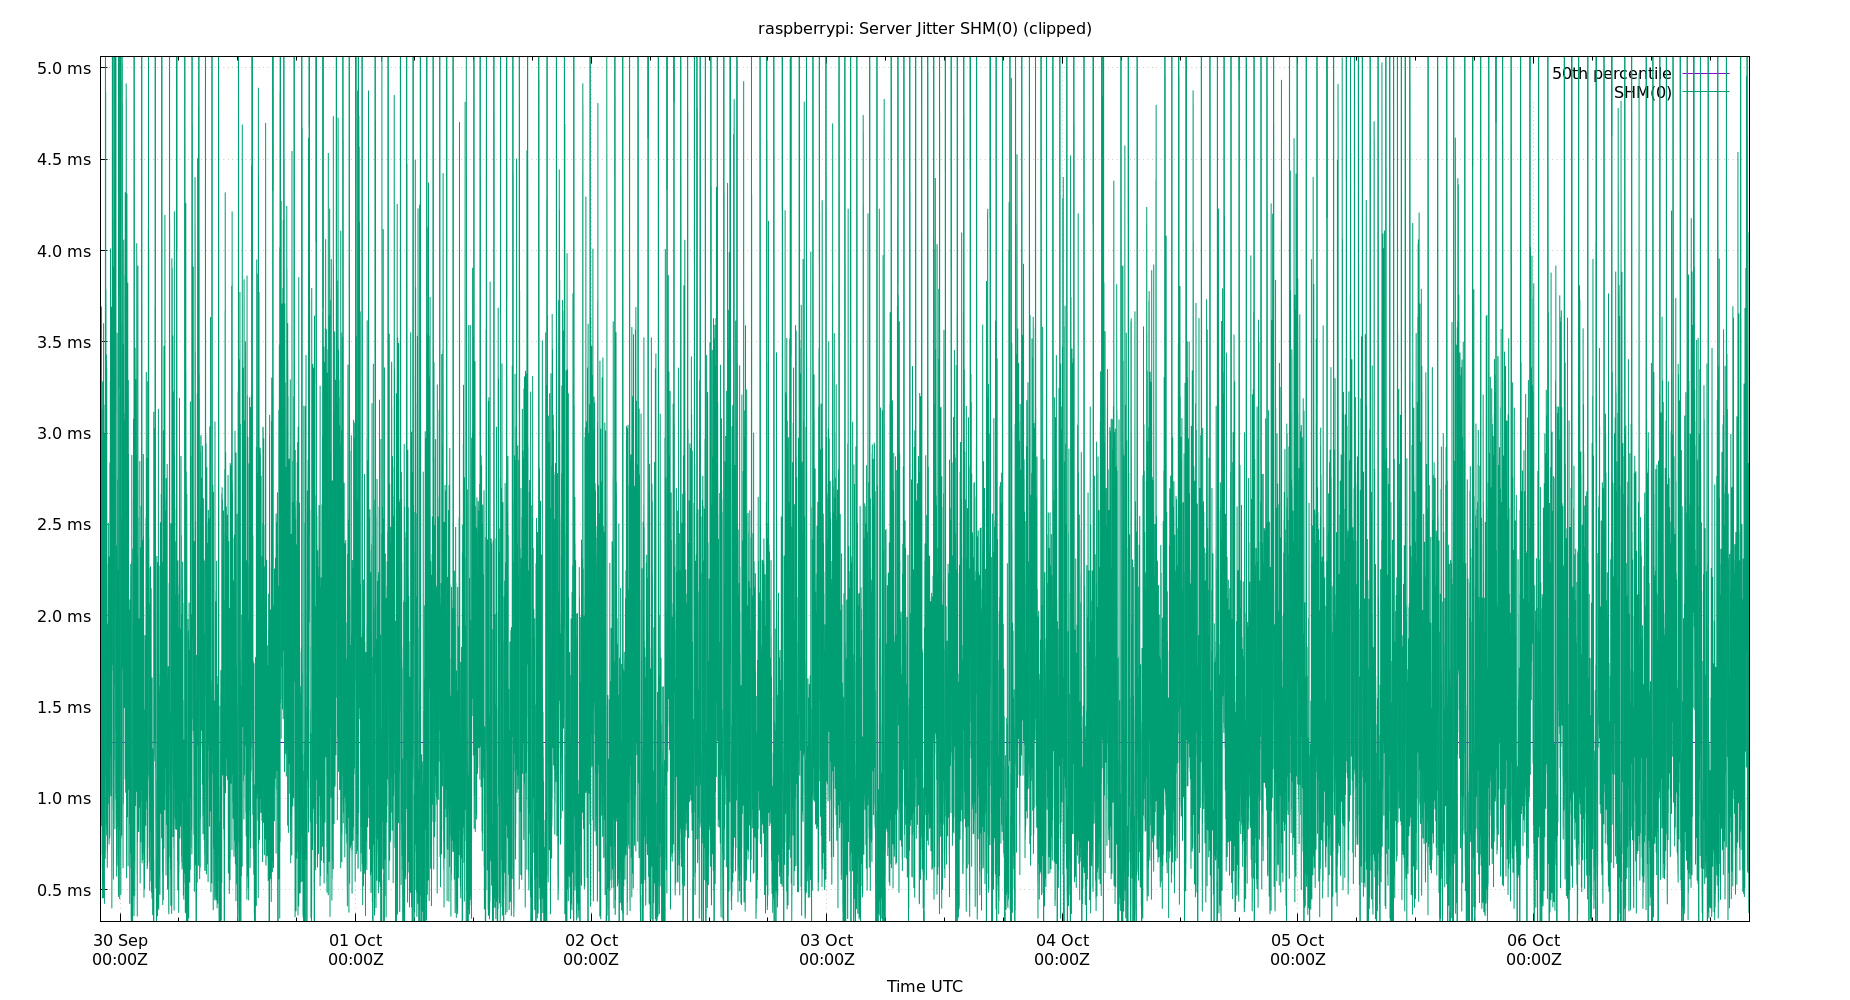 raspberrypi: Server Jitter SHM(0) (clipped)
50th percentile
SHM(0)
5.0 ms
4.5 ms
4.0 ms
3.5 ms
3.0 ms
2.5 ms
2.0 ms
1.5 ms
1.0 ms
0.5 ms
30 Sep 01 Oct 02 Oct 03 Oct 04 Oct 05 Oct 06 Oct
00:00Z 00:00Z 00:00Z 00:00Z 00:00Z 00:00Z 00:00Z
Time UTC